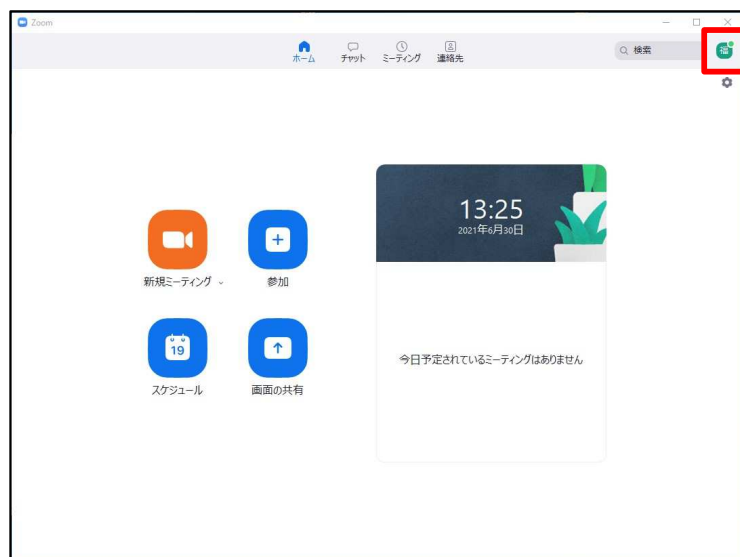 Zoom
ホーム
チャット
ミーティング
連絡先
検索
福
13:25
2021年6月30日
新規ミーティング
参加
19
スケジュール
画面の共有
今日予定されているミーティングはありません